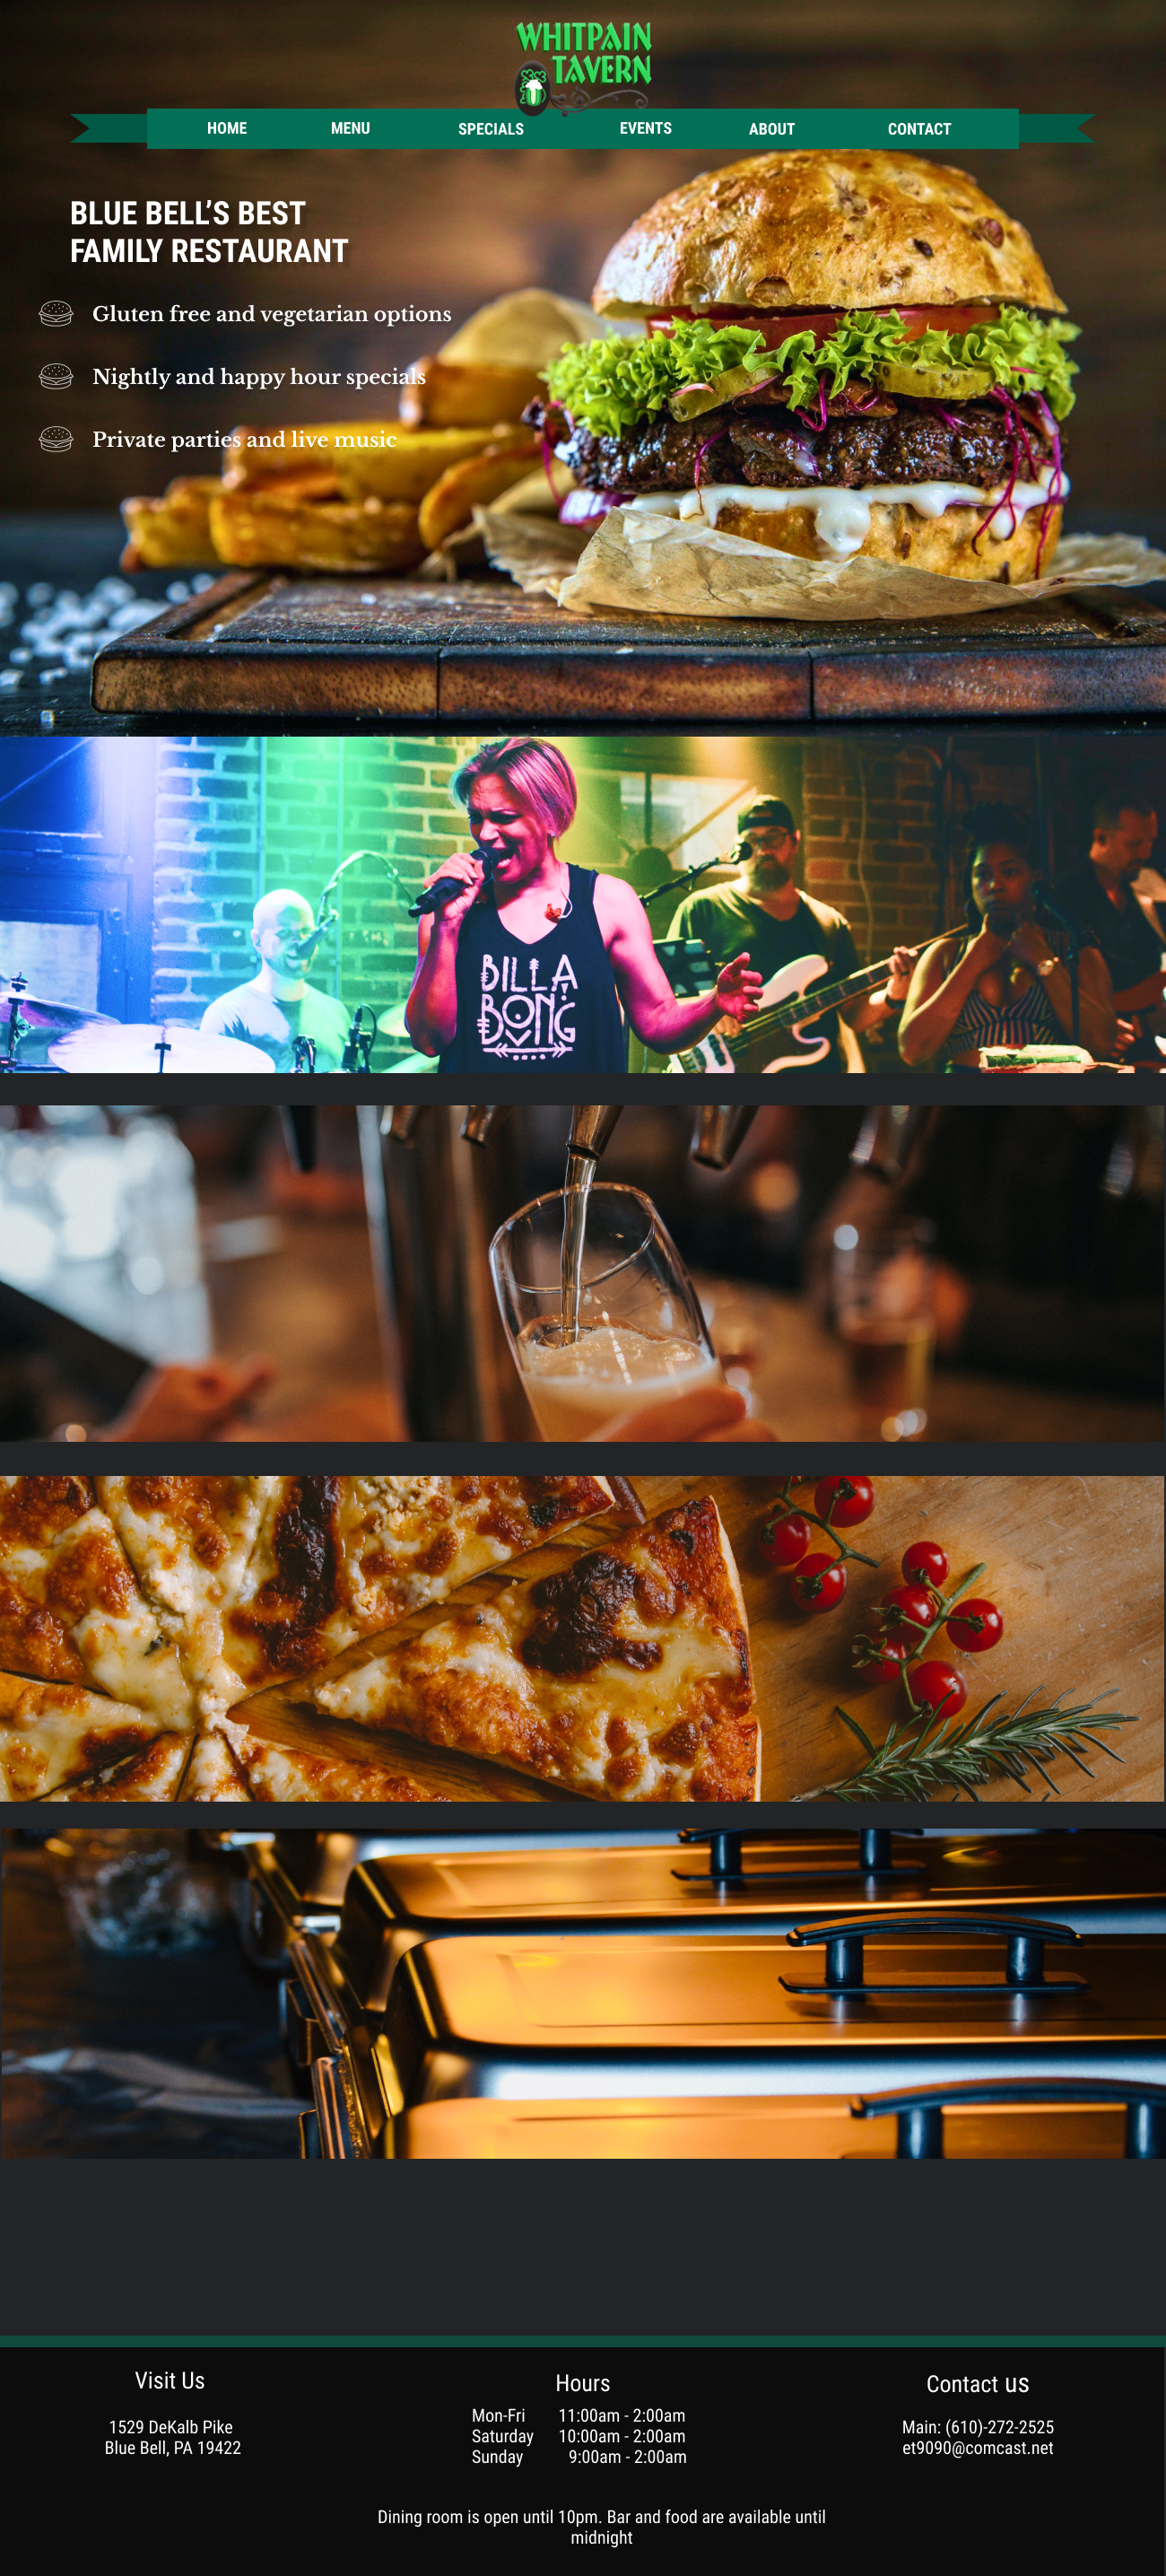 WHITPAIN
TAVERN
HOME MENU SPECIALS EVENTS ABOUT CONTACT
BLUE BELL’S BEST
FAMILY RESTAURANT
Gluten free and vegetarian options
Nightly and happy hour specials
Private parties and live music
BILLA
BONG
Visit Us
1529 DeKalb Pike
Blue Bell, PA 19422
Hours
Mon-Fri 11:00am - 2:00am
Saturday 10:00am - 2:00am
Sunday 9:00am - 2:00am
Contact us
Main: (610)-272-2525
et9090@comcast.net
Dining room is open until 10pm. Bar and food are available until
midnight